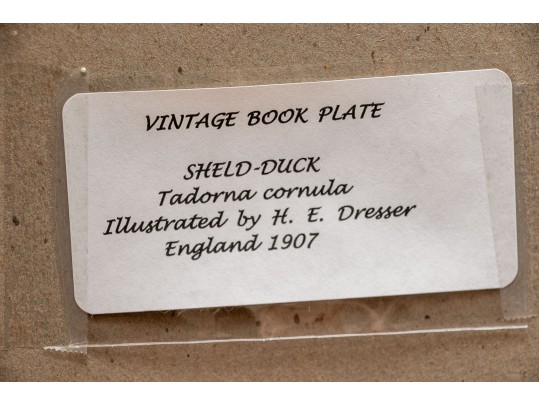 VINTAGE BOOK PLATE
SHELD-DUCK
Tadorna cornula
Illustrated by H. E. Dresser
England 1907